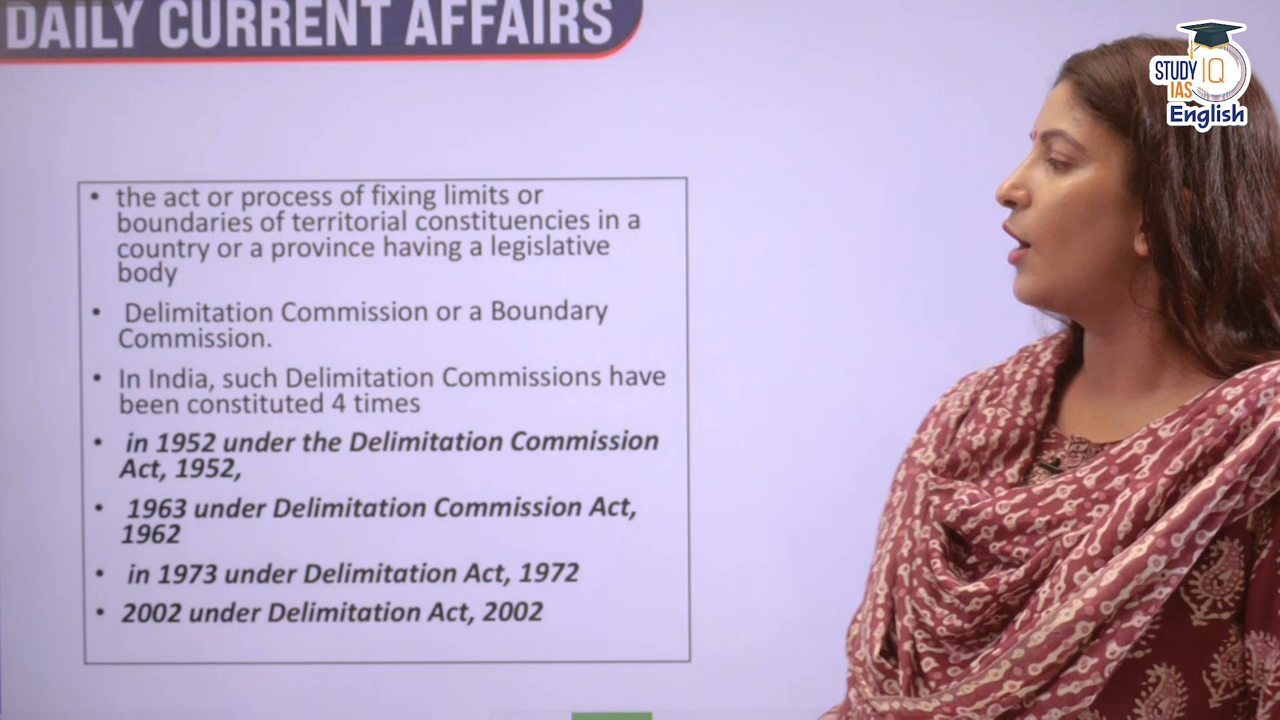 DAILY CURRENT AFFAIRS
STUDY IQ
IAS
English
• the act or process of fixing limits or
boundaries of territorial constituencies in a
country or a province having a legislative
body
• Delimitation Commission or a Boundary
Commission.
• In India, such Delimitation Commissions have
been constituted 4 times
• in 1952 under the Delimitation Commission
Act, 1952,
• 1963 under Delimitation Commission Act,
1962
• in 1973 under Delimitation Act, 1972
• 2002 under Delimitation Act, 2002